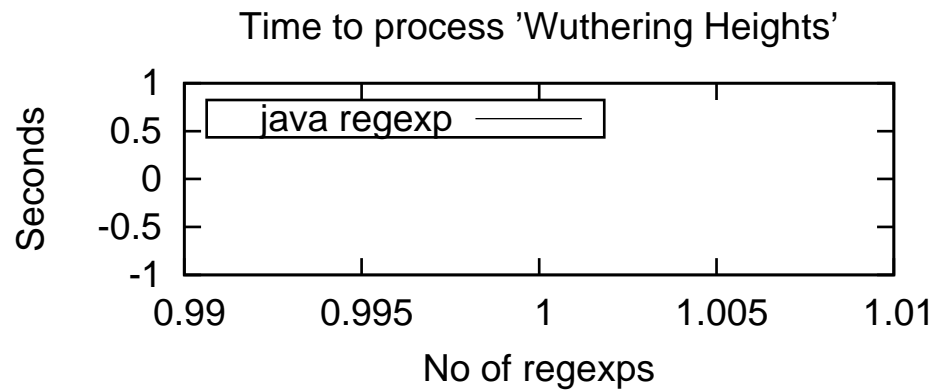 Time to process ’Wuthering Heights’
1
java regexp
0.5
0
-0.5
-1
Seconds
0.99 0.995 1 1.005 1.01
No of regexps